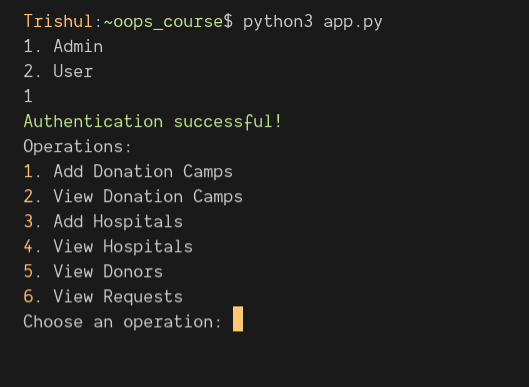 Trishul:~oops_course$ python3 app.py
1. Admin
2. User
1
Authentication successful!
Operations:
1. Add Donation Camps
2. View Donation Camps
3. Add Hospitals
4. View Hospitals
5. View Donors
6. View Requests
Choose an operation: